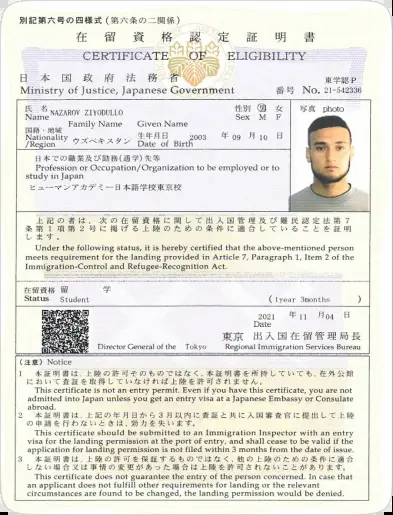 別記第六号の四様式（第六条の二関係）
在留資格認定証明書
CERTIFICATE OF ELIGIBILITY
日本国政府法務省
東学認P
Ministry of Justice, Japanese Government 番号 No. 21-542336
氏名 NAZAROV ZIYODULLO 性別 男 女 写真 photo
Name Sex M F
Family Name Given Name
国籍・地域
Nationality ウズベキスタン 生年月日 2003 年 09 月 10 日
/Region Date of Birth
日本での職業及び勤務(通学)先等
Profession or Occupation/Organization to be employed or to
study in Japan
ヒューマンアカデミー日本語学校東京校
上記の者は、次の在留資格に関して出入国管理及び難民認定法第7
条第1項第2号に掲げる上陸のための条件に適合していることを証明
します。
Under the following status, it is hereby certified that the above-mentioned person
meets requirement for the landing provided in Article 7, Paragraph 1, Item 2 of the
Immigration-Control and Refugee-Recognition Act.
在留資格 留学
Status Student (1year 3months )
2021 年 11 月 04 日
Date
東京 出入国在留管理局長
Director General of the Tokyo Regional Immigration Services Bureau
(注意) Notice
1 本証明書は、上陸の許可そのものではなく、本証明書を所持していても、在外公館
において査証を取得していなければ上陸を許可されません。
This certificate is not an entry permit. Even if you have this certificate, you are not
admitted into Japan unless you get an entry visa at a Japanese Embassy or Consulate
abroad.
2 本証明書は、上記の年月日から3月以内に査証と共に入国審査官に提出して上陸
の申請を行わないときは、効力を失います。
This certificate should be submitted to an Immigration Inspector with an entry
visa for the landing permission at the port of entry, and shall cease to be valid if the
application for landing permission is not filed within 3 months from the date of issue.
3 本証明書は、上陸を許可を保証するものではなく、他の上陸のための条件に適合
しない場合又は事情の変更があった場合は上陸を許可されないことがあります。
This certificate does not guarantee the entry of the person concerned. In case that
an applicant does not fulfill other requirements for landing or the relevant
circumstances are found to be changed, the landing permission would be denied.